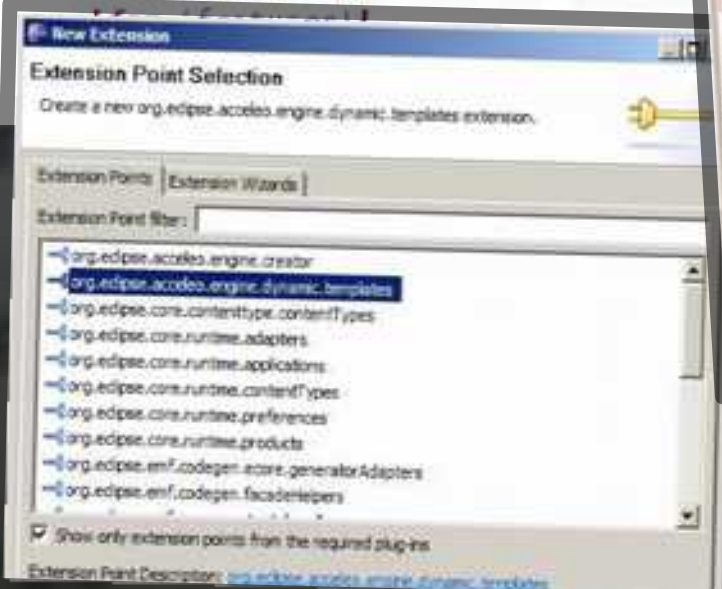 New Extension
Extension Point Selection
Create a new org.eclipse.acceleo.engine.dynamic.templates extension.
Extension Points Extension Wizards
Extension Point filter:
org.eclipse.acceleo.engine.creator
org.eclipse.acceleo.engine.dynamic.templates
org.eclipse.core.contenttype.contentTypes
org.eclipse.core.runtime.adapters
org.eclipse.core.runtime.applications
org.eclipse.core.runtime.contentTypes
org.eclipse.core.runtime.preferences
org.eclipse.core.runtime.products
org.eclipse.emf.codegen.ecore.generatorAdapters
org.eclipse.emf.codegen.facadeHelpers
Show only extension points from the required plug-ins
Extension Point Description: org.eclipse.acceleo.engine.dynamic.templates